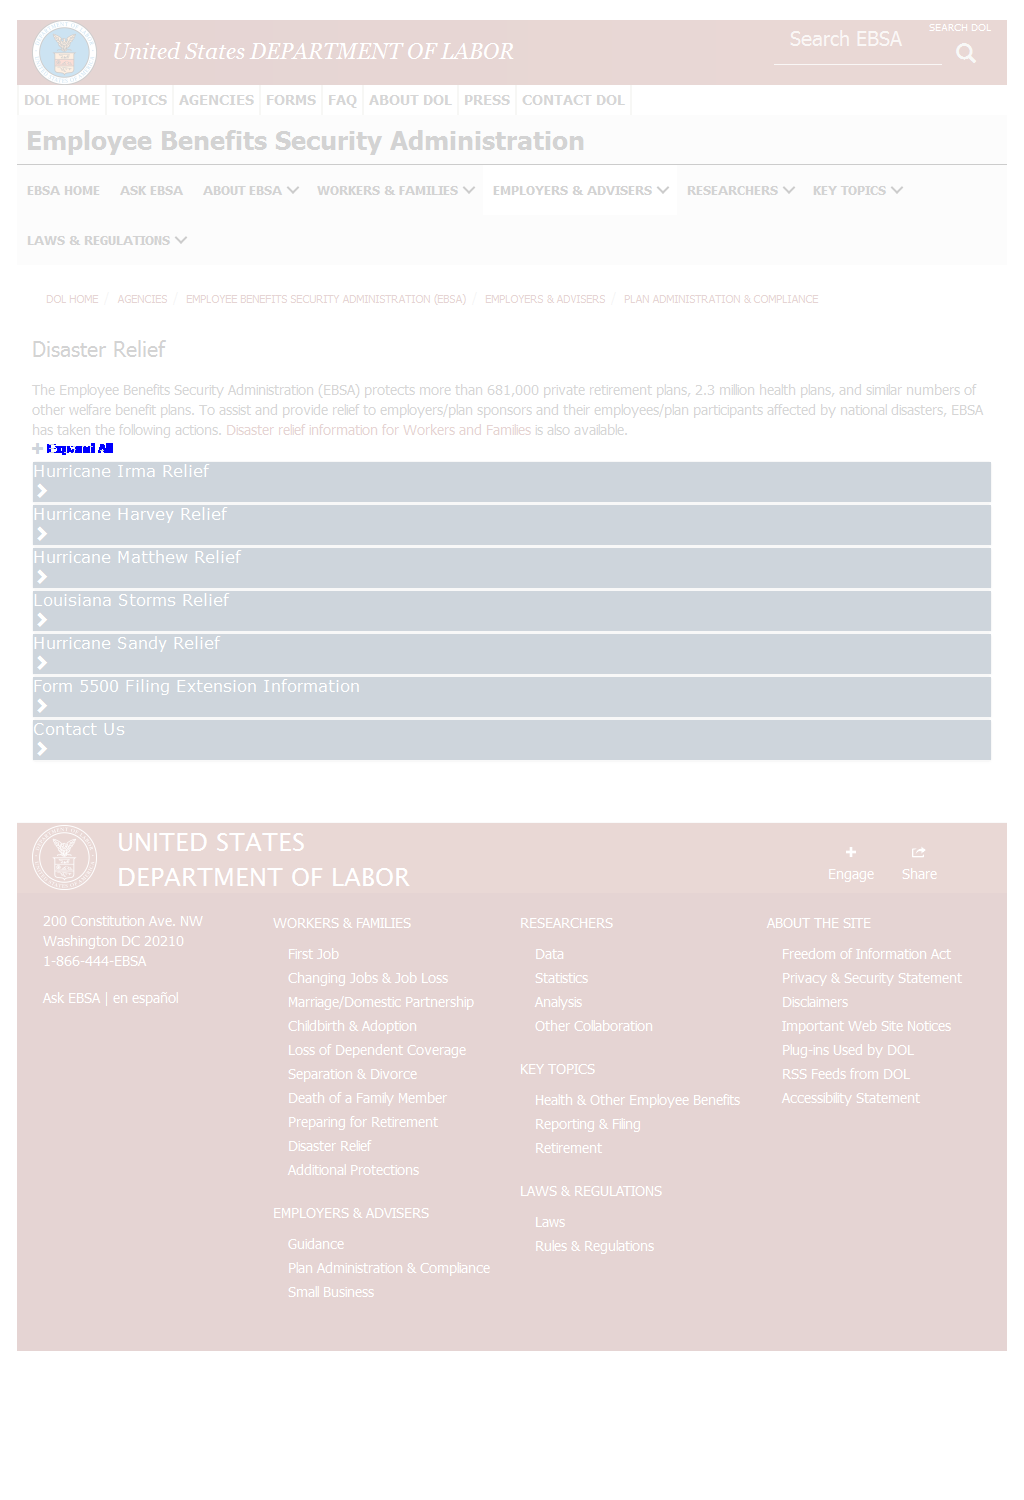 United States DEPARTMENT OF LABOR
SEARCH DOL
Search EBSA
DOL HOME TOPICS AGENCIES FORMS FAQ ABOUT DOL PRESS CONTACT DOL
Employee Benefits Security Administration
EBSA HOME ASK EBSA ABOUT EBSA WORKERS & FAMILIES EMPLOYERS & ADVISERS RESEARCHERS KEY TOPICS
LAWS & REGULATIONS
DOL HOME / AGENCIES / EMPLOYEE BENEFITS SECURITY ADMINISTRATION (EBSA) / EMPLOYERS & ADVISERS / PLAN ADMINISTRATION & COMPLIANCE
Disaster Relief
The Employee Benefits Security Administration (EBSA) protects more than 681,000 private retirement plans, 2.3 million health plans, and similar numbers of
other welfare benefit plans. To assist and provide relief to employers/plan sponsors and their employees/plan participants affected by national disasters, EBSA
has taken the following actions. Disaster relief information for Workers and Families is also available.
Expand All
Hurricane Irma Relief
Hurricane Harvey Relief
Hurricane Matthew Relief
Louisiana Storms Relief
Hurricane Sandy Relief
Form 5500 Filing Extension Information
Contact Us
UNITED STATES
DEPARTMENT OF LABOR
Engage Share
200 Constitution Ave. NW
Washington DC 20210
1-866-444-EBSA
Ask EBSA | en español
WORKERS & FAMILIES
First Job
Changing Jobs & Job Loss
Marriage/Domestic Partnership
Childbirth & Adoption
Loss of Dependent Coverage
Separation & Divorce
Death of a Family Member
Preparing for Retirement
Disaster Relief
Additional Protections
EMPLOYERS & ADVISERS
Guidance
Plan Administration & Compliance
Small Business
RESEARCHERS
Data
Statistics
Analysis
Other Collaboration
KEY TOPICS
Health & Other Employee Benefits
Reporting & Filing
Retirement
LAWS & REGULATIONS
Laws
Rules & Regulations
ABOUT THE SITE
Freedom of Information Act
Privacy & Security Statement
Disclaimers
Important Web Site Notices
Plug-ins Used by DOL
RSS Feeds from DOL
Accessibility Statement